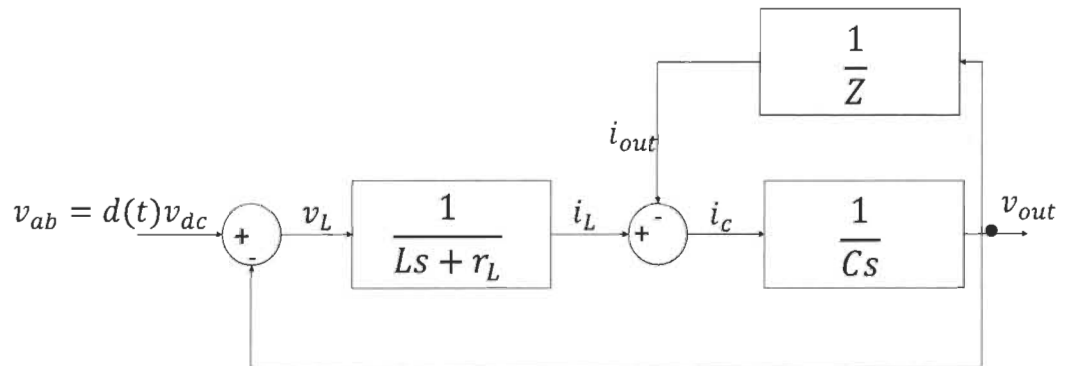 1
Z
i_out
v_ab = d(t)v_dc
+
-
v_L
1
Ls + r_L
i_L
+
-
i_c
1
Cs
v_out